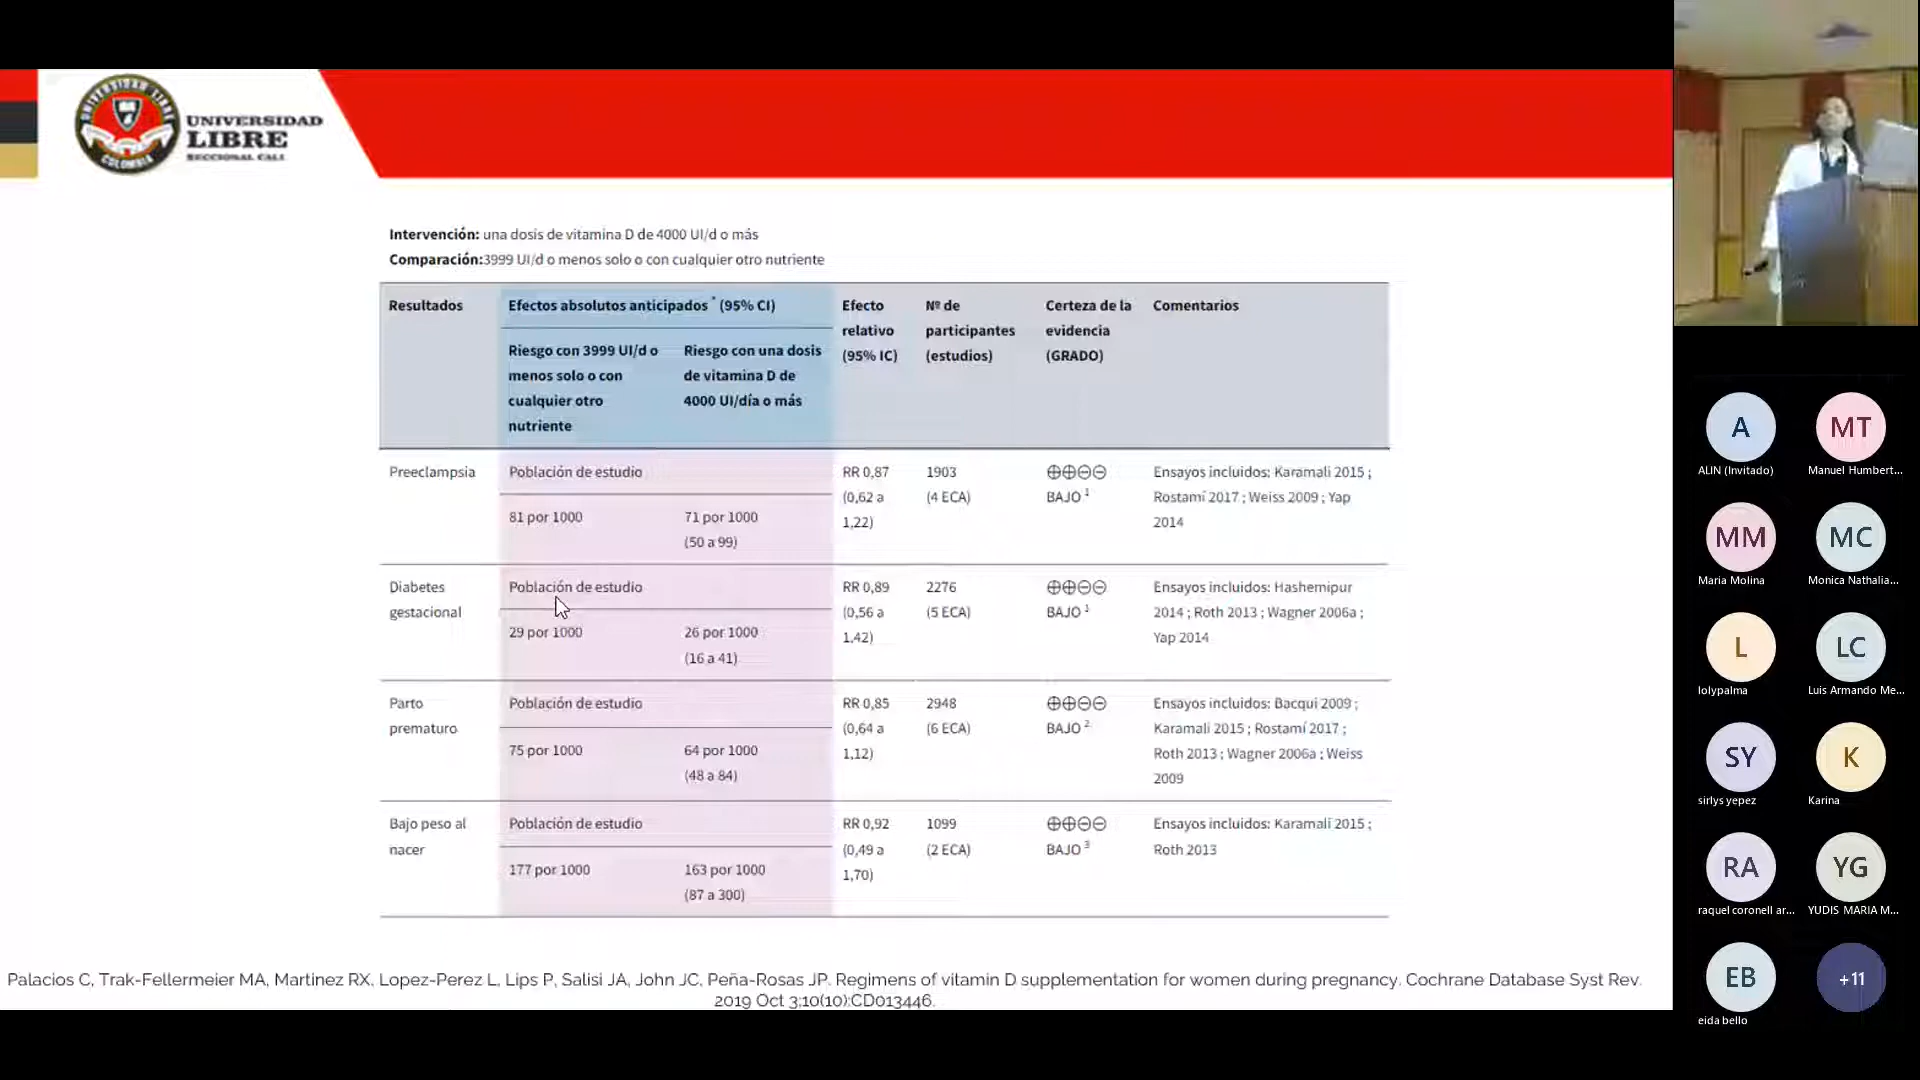 UNIVERSIDAD LIBRE
COLOMBIA
UNIVERSIDAD
LIBRE
SECCIONAL CALI
Intervención: una dosis de vitamina D de 4000 UI/d o más
Comparación:3999 UI/d o menos solo o con cualquier otro nutriente
Resultados
Efectos absolutos anticipados * (95% CI)
Riesgo con 3999 UI/d o
menos solo o con
cualquier otro
nutriente
Riesgo con una dosis
de vitamina D de
4000 UI/día o más
Efecto
relativo
(95% IC)
Nº de
participantes
(estudios)
Certeza de la
evidencia
(GRADO)
Comentarios
Preeclampsia
Población de estudio
81 por 1000
71 por 1000
(50 a 99)
RR 0,87
(0,62 a
1,22)
1903
(4 ECA)
⊕⊕⊖⊖
BAJO 1
Ensayos incluidos: Karamali 2015 ;
Rostamí 2017 ; Weiss 2009 ; Yap
2014
Diabetes
gestacional
Población de estudio
29 por 1000
26 por 1000
(16 a 41)
RR 0,89
(0,56 a
1,42)
2276
(5 ECA)
⊕⊕⊖⊖
BAJO 1
Ensayos incluidos: Hashemipur
2014 ; Roth 2013 ; Wagner 2006a ;
Yap 2014
Parto
prematuro
Población de estudio
75 por 1000
64 por 1000
(48 a 84)
RR 0,85
(0,64 a
1,12)
2948
(6 ECA)
⊕⊕⊖⊖
BAJO 2
Ensayos incluidos: Bacqui 2009 ;
Karamali 2015 ; Rostamí 2017 ;
Roth 2013 ; Wagner 2006a ; Weiss
2009
Bajo peso al
nacer
Población de estudio
177 por 1000
163 por 1000
(87 a 300)
RR 0,92
(0,49 a
1,70)
1099
(2 ECA)
⊕⊕⊖⊖
BAJO 3
Ensayos incluidos: Karamali 2015 ;
Roth 2013
Palacios C, Trak-Fellermeier MA, Martinez RX, Lopez-Perez L, Lips P, Salisi JA, John JC, Peña-Rosas JP. Regimens of vitamin D supplementation for women during pregnancy. Cochrane Database Syst Rev.
2019 Oct 3;10(10):CD013446.
A
MT
ALIN (Invitado)
Manuel Humbert...
MM
MC
Maria Molina
Monica Nathalia...
L
LC
lolypalma
Luis Armando Me...
SY
K
sirlys yepez
Karina
RA
YG
raquel coronell ar...
YUDIS MARIA M...
EB
+11
eida bello